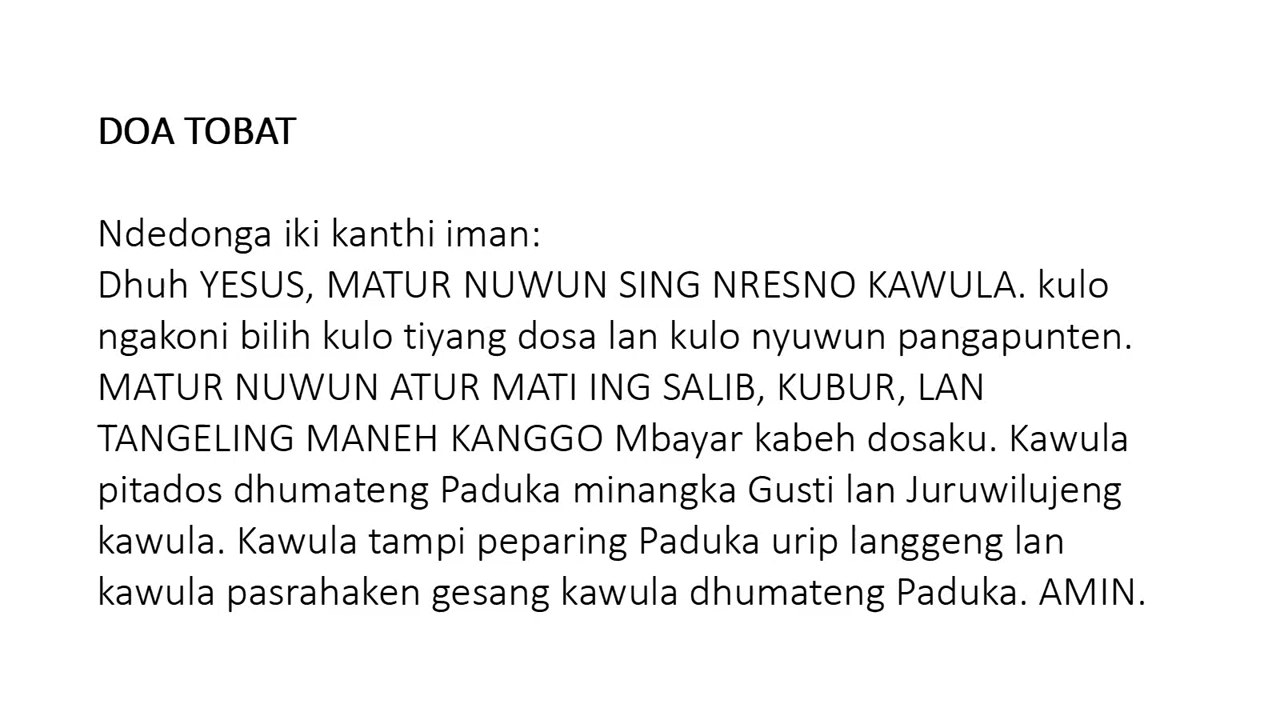 DOA TOBAT
Ndedonga iki kanthi iman:
Dhuh YESUS, MATUR NUWUN SING NRESNO KAWULA. kulo
ngakoni bilih kulo tiyang dosa lan kulo nyuwun pangapunten.
MATUR NUWUN ATUR MATI ING SALIB, KUBUR, LAN
TANGELING MANEH KANGGO Mbayar kabeh dosaku. Kawula
pitados dhumateng Paduka minangka Gusti lan Juruwilujeng
kawula. Kawula tampi peparing Paduka urip langgeng lan
kawula pasrahaken gesang kawula dhumateng Paduka. AMIN.